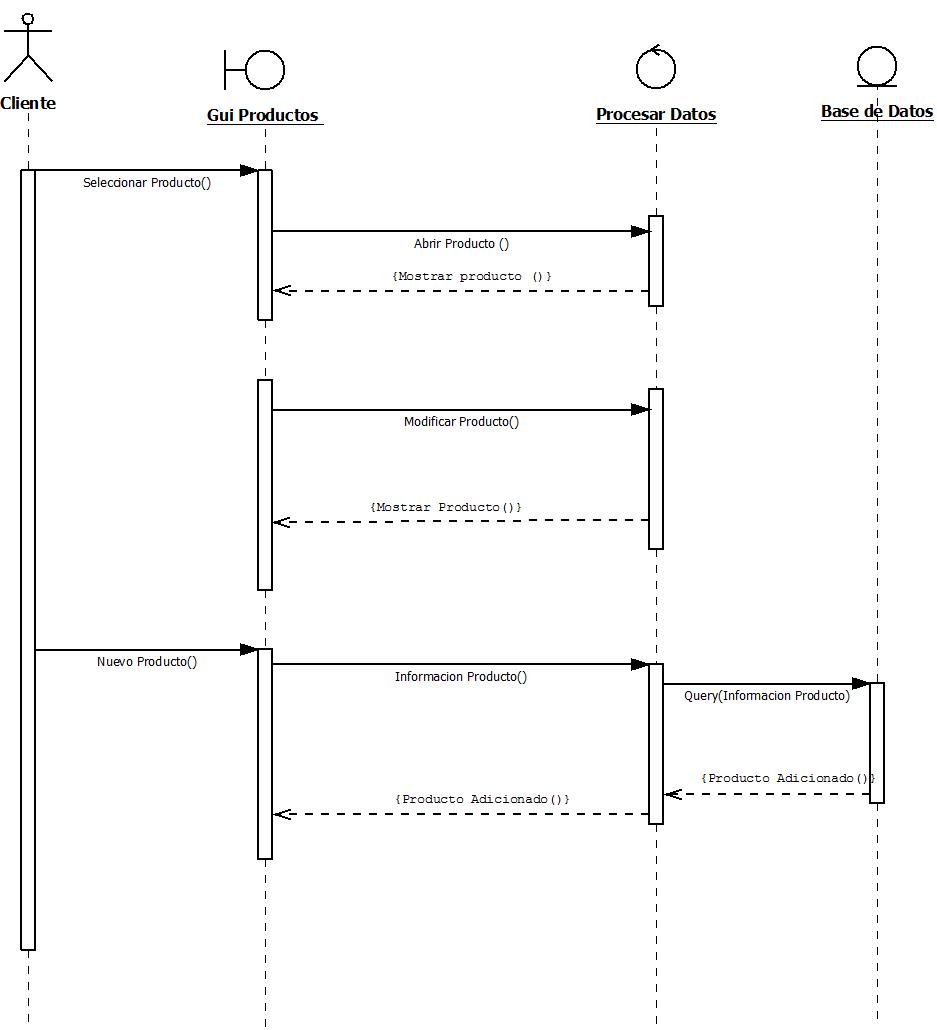 Cliente
Gui Productos
Procesar Datos
Base de Datos
Seleccionar Producto()
Abrir Producto ()
{Mostrar producto ()}
Modificar Producto()
{Mostrar Producto()}
Nuevo Producto()
Informacion Producto()
Query(Informacion Producto)
{Producto Adicionado()}
{Producto Adicionado()}